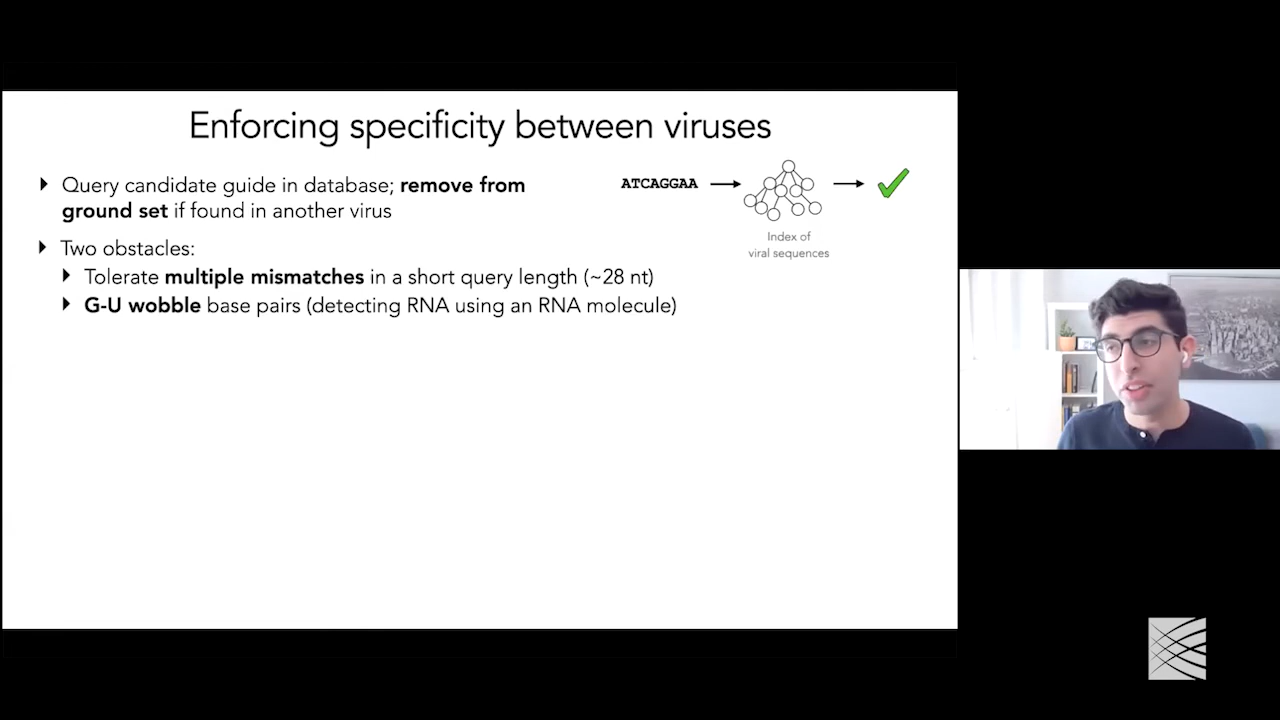 Enforcing specificity between viruses
Query candidate guide in database; remove from
ground set if found in another virus
Two obstacles:
Tolerate multiple mismatches in a short query length (~28 nt)
G-U wobble base pairs (detecting RNA using an RNA molecule)
ATCAGGAA
Index of
viral sequences